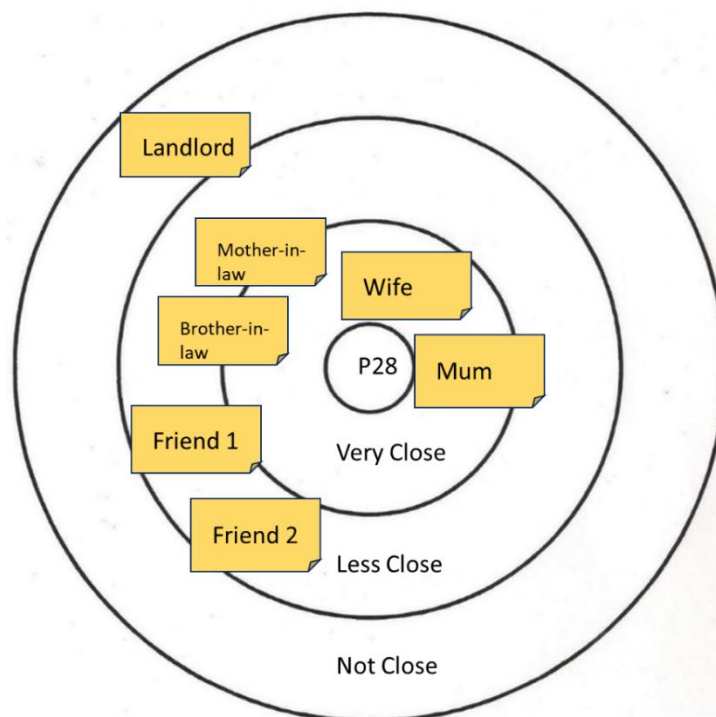 Landlord
Mother-in-
law
Wife
Brother-in-
law
P28
Mum
Friend 1
Very Close
Friend 2
Less Close
Not Close